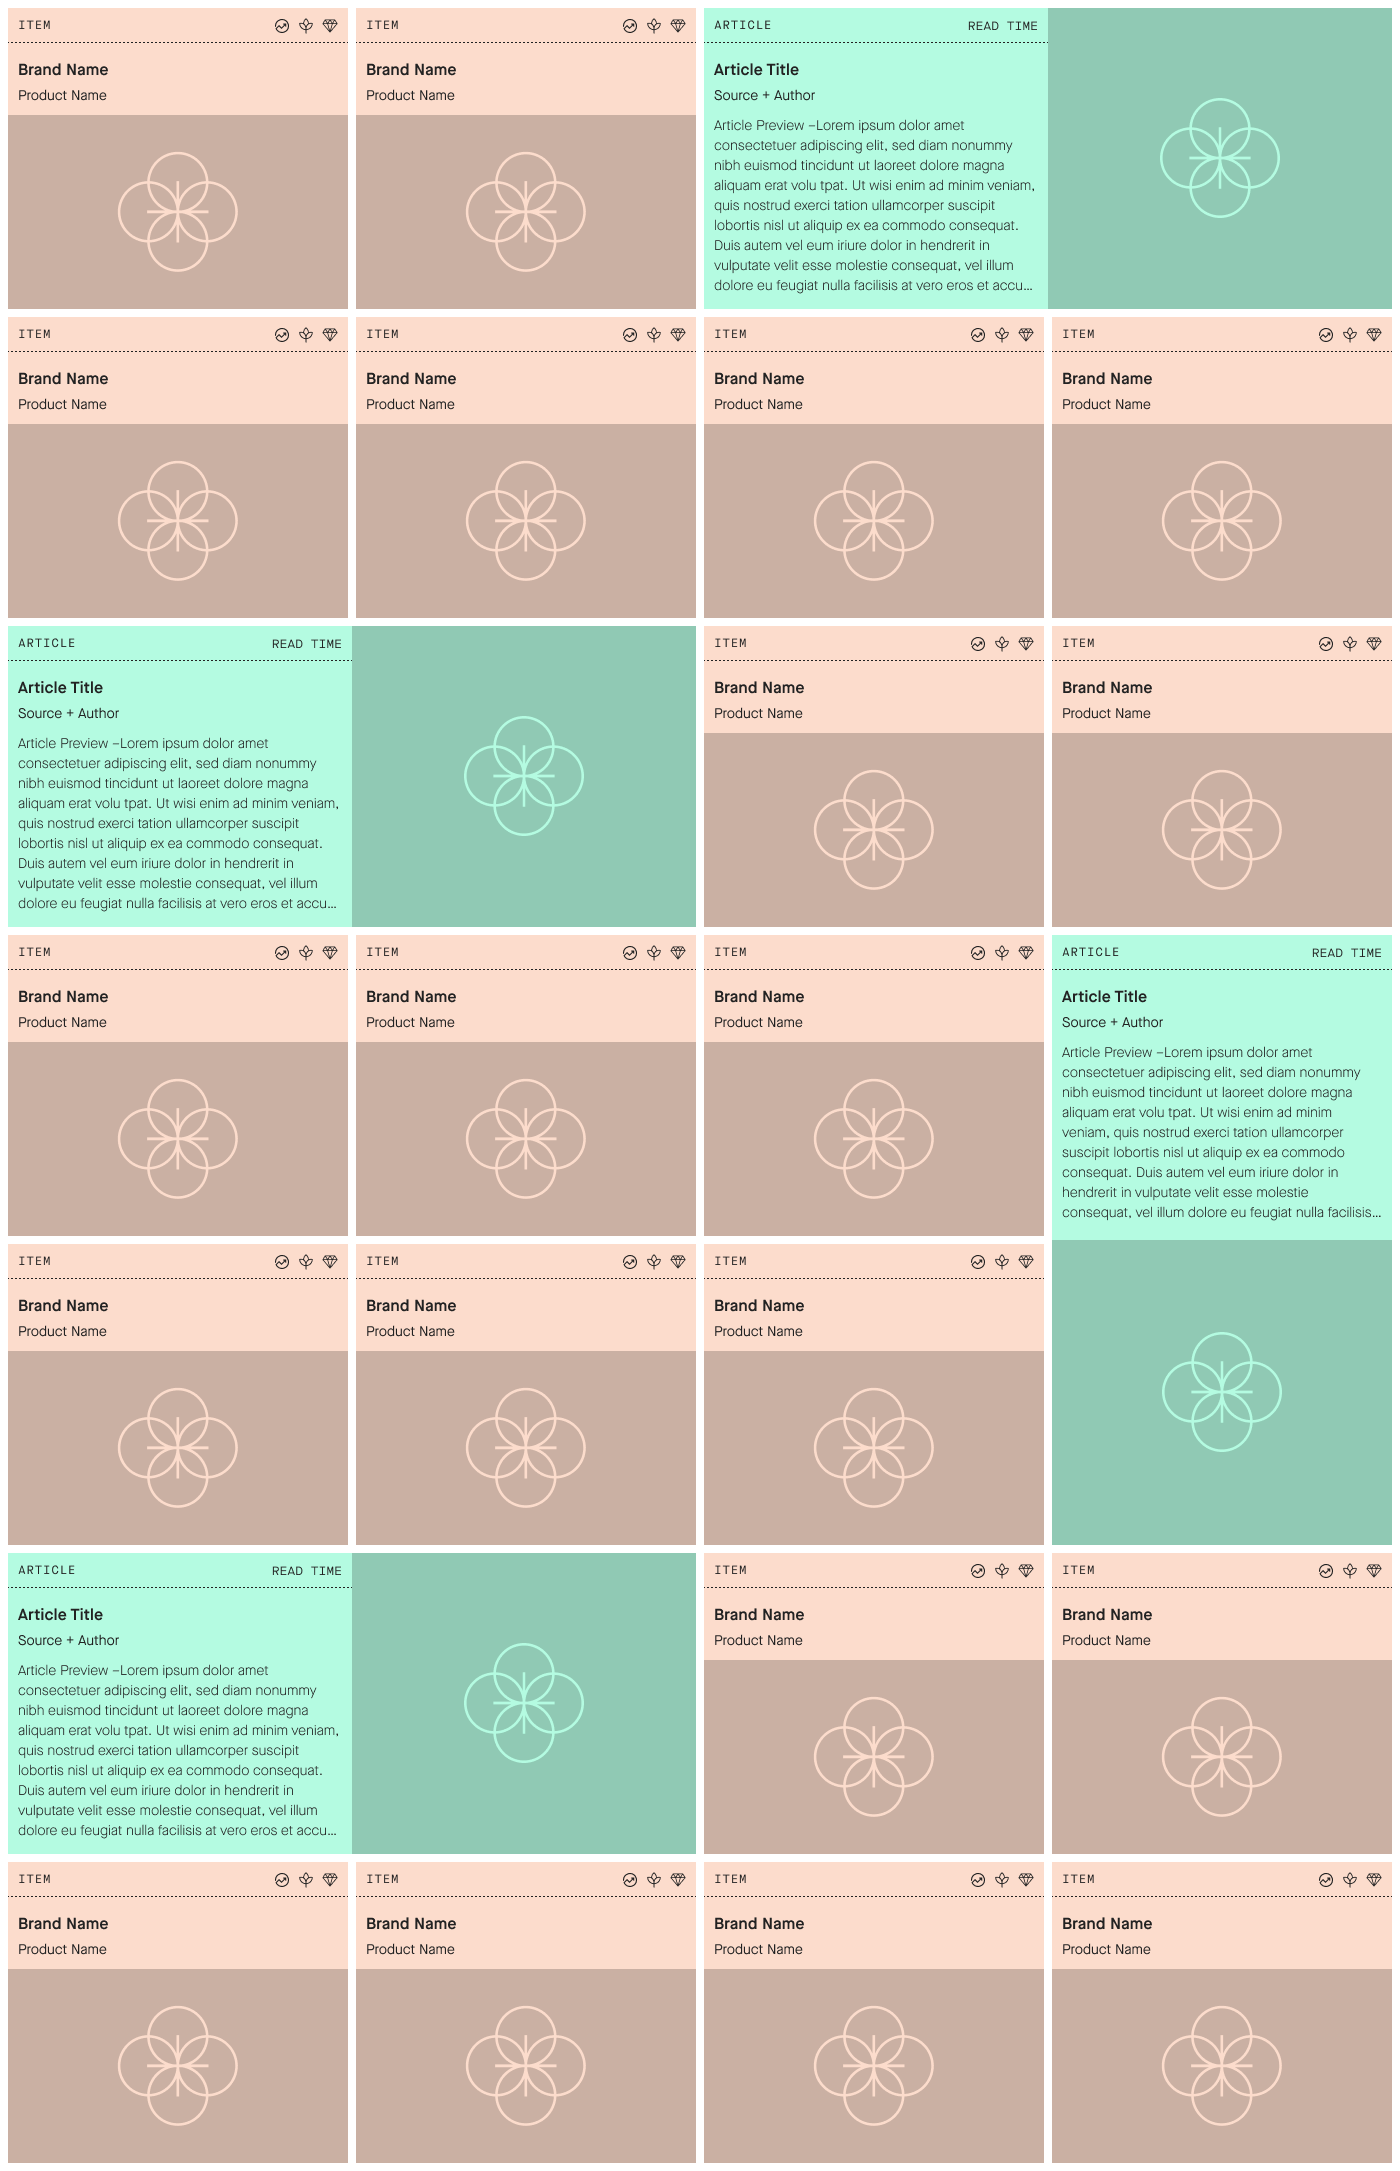 ITEM
Brand Name
Product Name
ITEM
Brand Name
Product Name
ARTICLE
READ TIME
Article Title
Source + Author
Article Preview –Lorem ipsum dolor amet
consectetuer adipiscing elit, sed diam nonummy
nibh euismod tincidunt ut laoreet dolore magna
aliquam erat volu tpat. Ut wisi enim ad minim veniam,
quis nostrud exerci tation ullamcorper suscipit
lobortis nisl ut aliquip ex ea commodo consequat.
Duis autem vel eum iriure dolor in hendrerit in
vulputate velit esse molestie consequat, vel illum
dolore eu feugiat nulla facilisis at vero eros et accu...
ITEM
Brand Name
Product Name
ITEM
Brand Name
Product Name
ITEM
Brand Name
Product Name
ITEM
Brand Name
Product Name
ARTICLE
READ TIME
Article Title
Source + Author
Article Preview –Lorem ipsum dolor amet
consectetuer adipiscing elit, sed diam nonummy
nibh euismod tincidunt ut laoreet dolore magna
aliquam erat volu tpat. Ut wisi enim ad minim veniam,
quis nostrud exerci tation ullamcorper suscipit
lobortis nisl ut aliquip ex ea commodo consequat.
Duis autem vel eum iriure dolor in hendrerit in
vulputate velit esse molestie consequat, vel illum
dolore eu feugiat nulla facilisis at vero eros et accu...
ITEM
Brand Name
Product Name
ITEM
Brand Name
Product Name
ITEM
Brand Name
Product Name
ITEM
Brand Name
Product Name
ITEM
Brand Name
Product Name
ARTICLE
READ TIME
Article Title
Source + Author
Article Preview –Lorem ipsum dolor amet
consectetuer adipiscing elit, sed diam nonummy
nibh euismod tincidunt ut laoreet dolore magna
aliquam erat volu tpat. Ut wisi enim ad minim
veniam, quis nostrud exerci tation ullamcorper
suscipit lobortis nisl ut aliquip ex ea commodo
consequat. Duis autem vel eum iriure dolor in
hendrerit in vulputate velit esse molestie
consequat, vel illum dolore eu feugiat nulla facilisis...
ITEM
Brand Name
Product Name
ITEM
Brand Name
Product Name
ITEM
Brand Name
Product Name
ARTICLE
READ TIME
Article Title
Source + Author
Article Preview –Lorem ipsum dolor amet
consectetuer adipiscing elit, sed diam nonummy
nibh euismod tincidunt ut laoreet dolore magna
aliquam erat volu tpat. Ut wisi enim ad minim veniam,
quis nostrud exerci tation ullamcorper suscipit
lobortis nisl ut aliquip ex ea commodo consequat.
Duis autem vel eum iriure dolor in hendrerit in
vulputate velit esse molestie consequat, vel illum
dolore eu feugiat nulla facilisis at vero eros et accu...
ITEM
Brand Name
Product Name
ITEM
Brand Name
Product Name
ITEM
Brand Name
Product Name
ITEM
Brand Name
Product Name
ITEM
Brand Name
Product Name
ITEM
Brand Name
Product Name